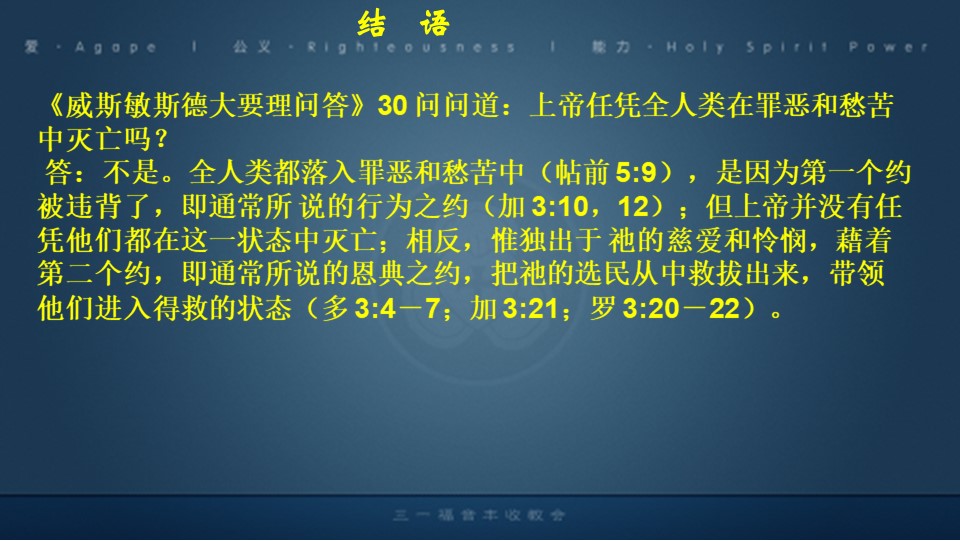 结 语
爱·Agape | 公义·Righteousness | 能力·Holy Spirit Power
《威斯敏斯德大要理问答》30 问问道：上帝任凭全人类在罪恶和愁苦
中灭亡吗？
答：不是。全人类都落入罪恶和愁苦中（帖前 5:9），是因为第一个约
被违背了，即通常所 说的行为之约（加 3:10，12）；但上帝并没有任
凭他们都在这一状态中灭亡；相反，惟独出于 祂的慈爱和怜悯，藉着
第二个约，即通常所说的恩典之约，把祂的选民从中救拔出来，带领
他们进入得救的状态（多 3:4－7；加 3:21；罗 3:20－22）。
三一福音丰收教会